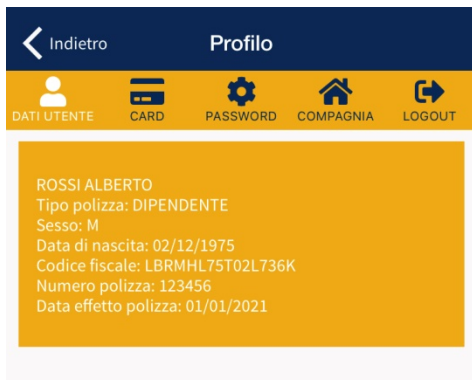 Indietro Profilo
DATI UTENTE CARD PASSWORD COMPAGNIA LOGOUT
ROSSI ALBERTO
Tipo polizza: DIPENDENTE
Sesso: M
Data di nascita: 02/12/1975
Codice fiscale: LBRMHL75T02L736K
Numero polizza: 123456
Data effetto polizza: 01/01/2021